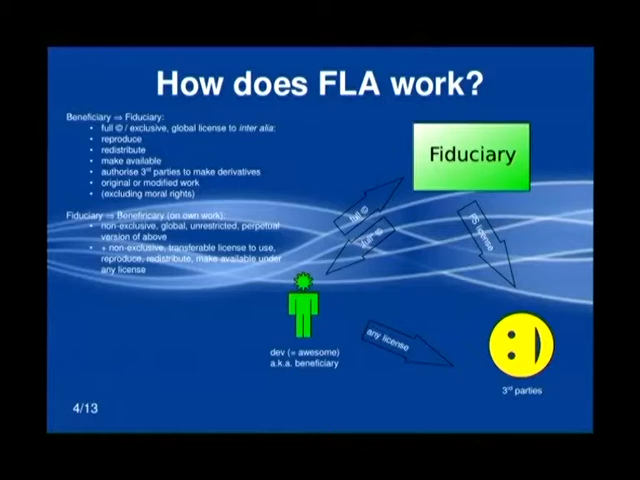 How does FLA work?
Beneficiary ⇒ Fiduciary:
• full © / exclusive, global license to inter alia:
• reproduce
• redistribute
• make available
• authorise 3rd parties to make derivatives
• original or modified work
• (excluding moral rights)
Fiduciary ⇒ Benefiricary (on own work):
• non-exclusive, global, unrestricted, perpetual
version of above
• + non-exclusive, transferable license to use,
reproduce, redistribute, make available under
any license
Fiduciary
full ©
"full" ©
FS license
any license
dev (= awesome)
a.k.a. beneficiary
3rd parties
4/13